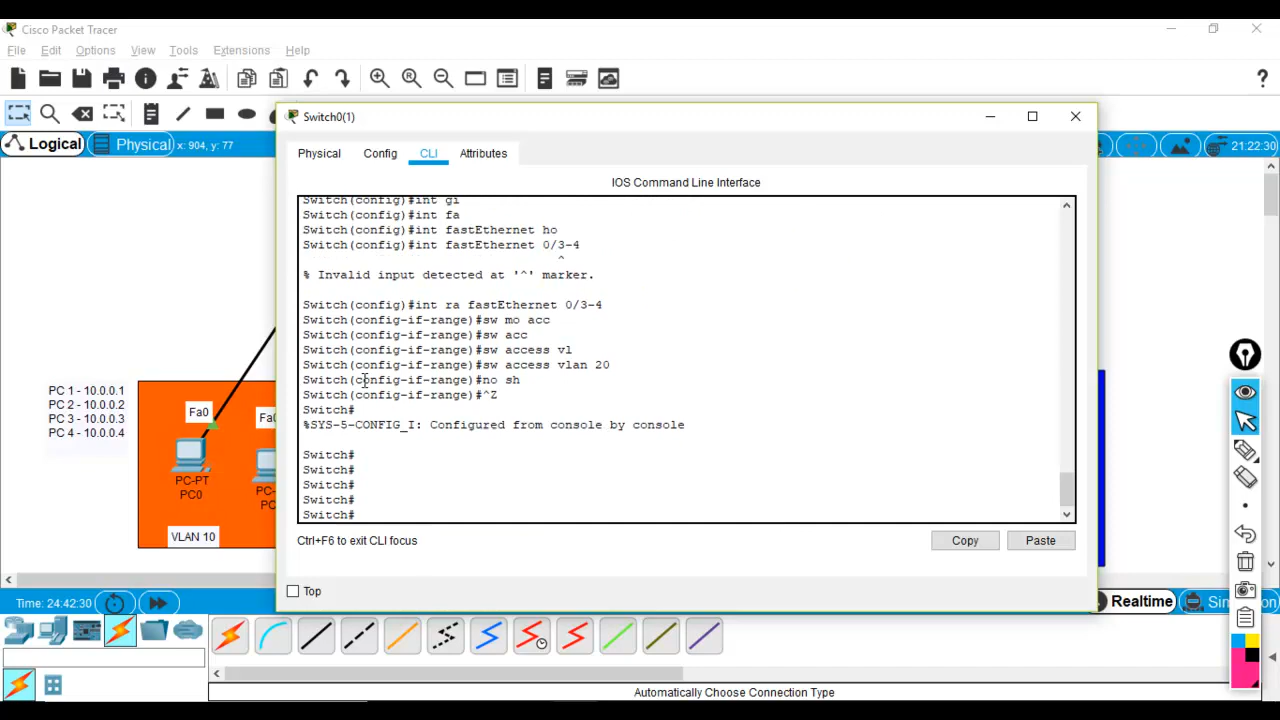 Cisco Packet Tracer
File Edit Options View Tools Extensions Help
Logical Physical x: 904, y: 77
21:22:30
Switch0(1)
Physical Config CLI Attributes
IOS Command Line Interface
Switch(config)#int gi
Switch(config)#int fa
Switch(config)#int fastEthernet ho
Switch(config)#int fastEthernet 0/3-4
^
% Invalid input detected at '^' marker.
Switch(config)#int ra fastEthernet 0/3-4
Switch(config-if-range)#sw mo acc
Switch(config-if-range)#sw acc
Switch(config-if-range)#sw access vl
Switch(config-if-range)#sw access vlan 20
Switch(config-if-range)#no sh
Switch(config-if-range)#^Z
Switch#
%SYS-5-CONFIG_I: Configured from console by console
Switch#
Switch#
Switch#
Switch#
Switch#
Ctrl+F6 to exit CLI focus
Copy Paste
Top
PC 1 - 10.0.0.1
PC 2 - 10.0.0.2
PC 3 - 10.0.0.3
PC 4 - 10.0.0.4
Fa0
PC-PT
PC0
VLAN 10
Fa
PC-
PC
Time: 24:42:30
Realtime
Automatically Choose Connection Type